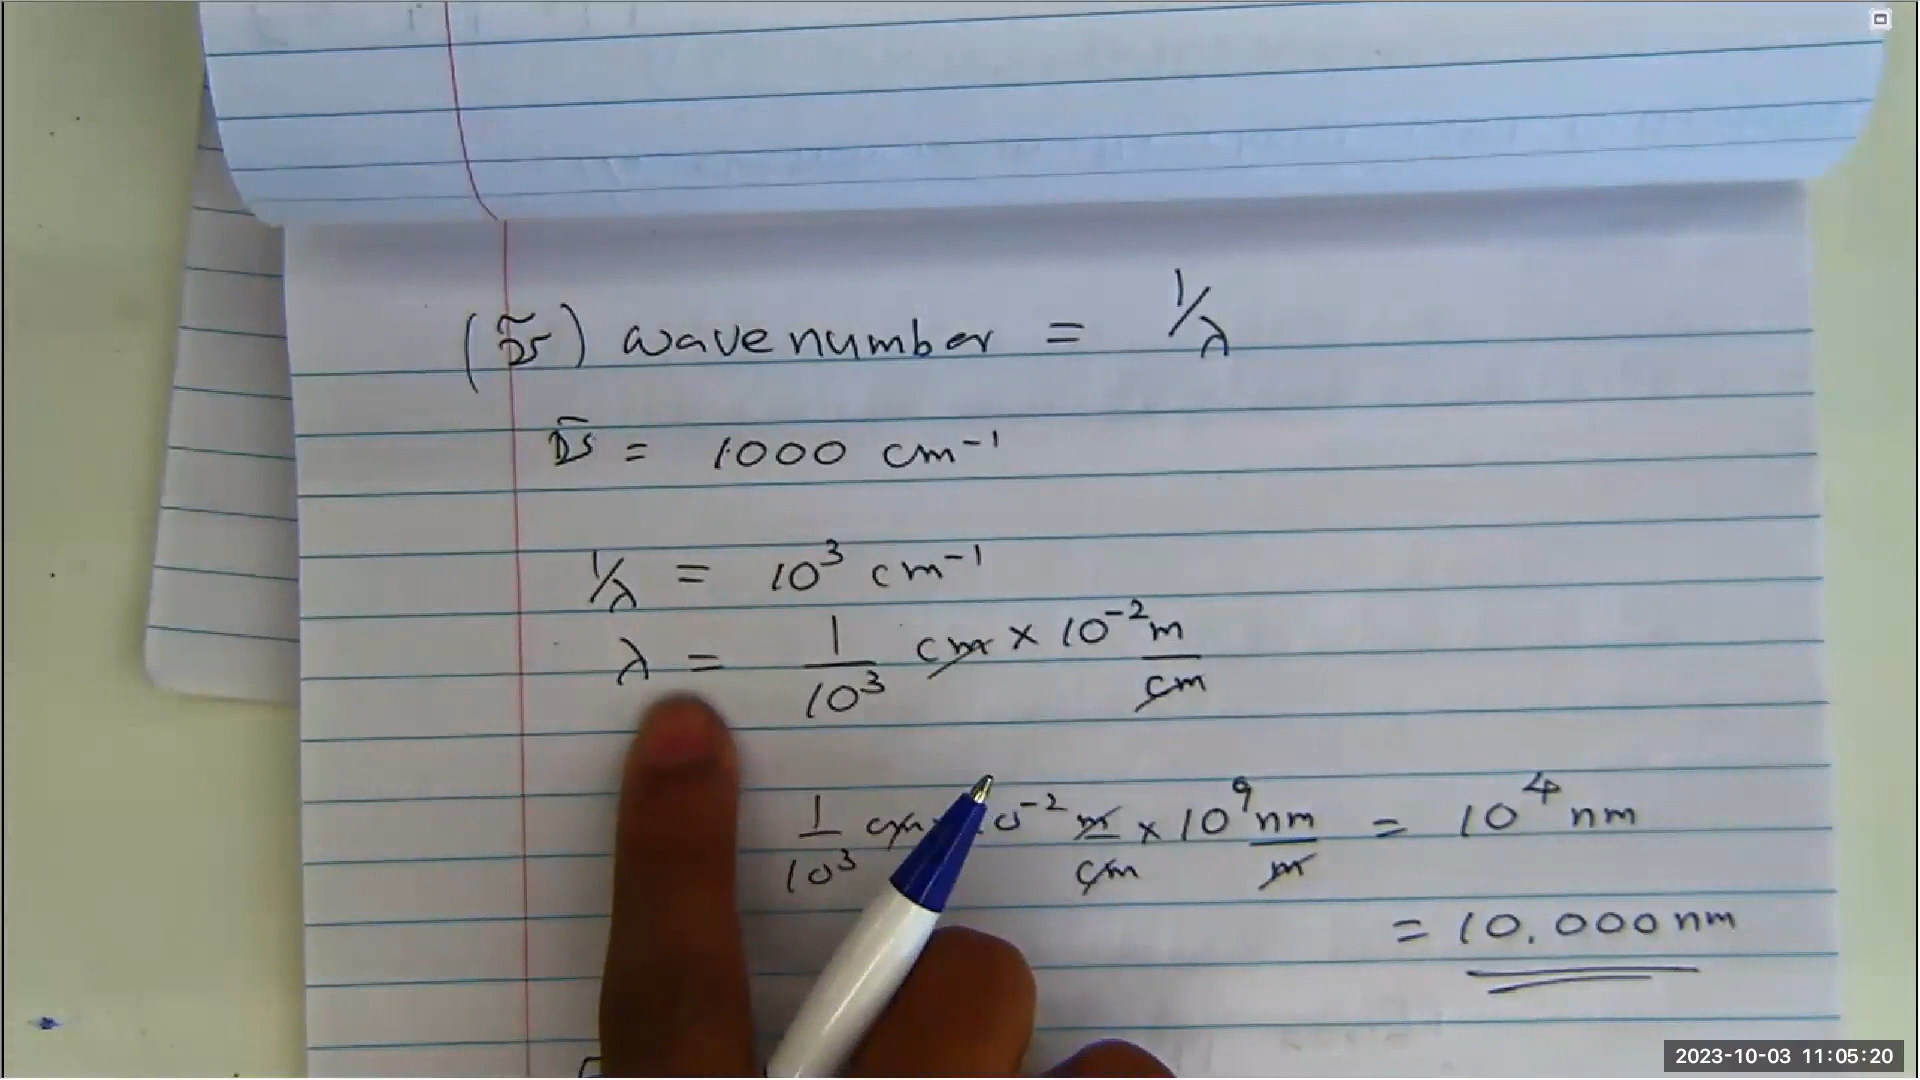 (ν̃) wavenumber = 1/λ
ν̄ = 1000 cm⁻¹
1/λ = 10³ cm⁻¹
λ = 1/10³ cm × 10⁻² m/cm
1/10³ cm 10⁻² m/cm × 10⁹ nm/m = 10⁴ nm
= 10,000 nm
2023-10-03 11:05:20